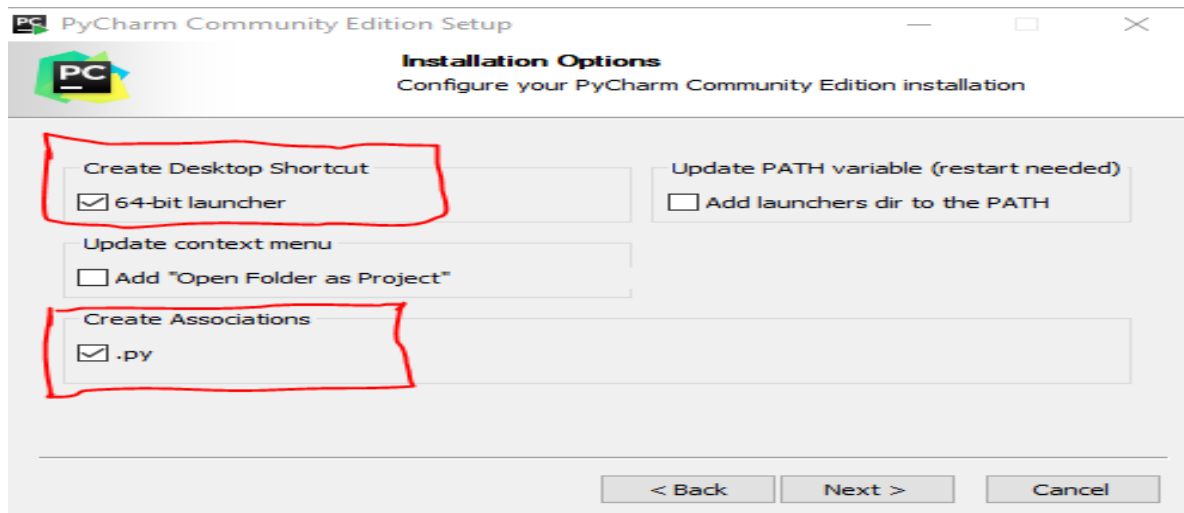 PyCharm Community Edition Setup
PC
Installation Options
Configure your PyCharm Community Edition installation
Create Desktop Shortcut
64-bit launcher
Update PATH variable (restart needed)
Add launchers dir to the PATH
Update context menu
Add "Open Folder as Project"
Create Associations
.py
< Back
Next >
Cancel